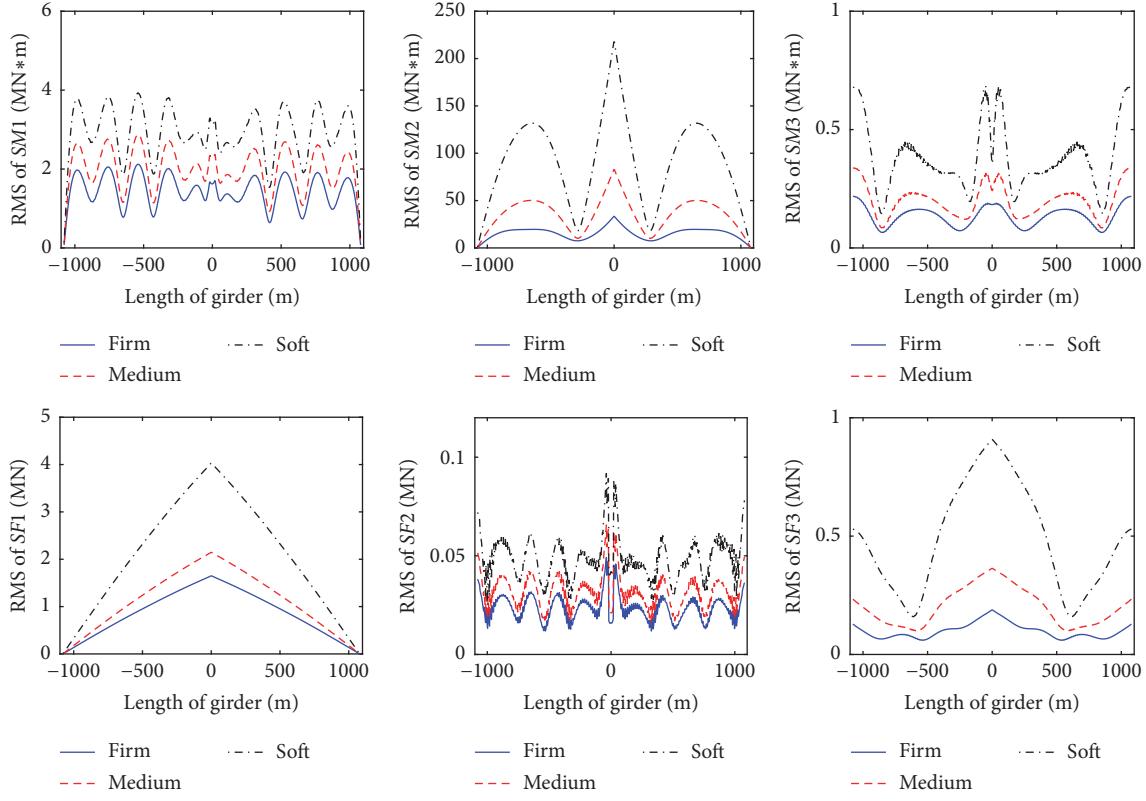 6
4
2
0
RMS of SM1 (MN∗m)
−1000 −500 0 500 1000
Length of girder (m)
Firm
Medium
Soft
250
200
150
100
50
0
RMS of SM2 (MN∗m)
−1000 −500 0 500 1000
Length of girder (m)
Firm
Medium
Soft
1
0.5
0
RMS of SM3 (MN∗m)
−1000 −500 0 500 1000
Length of girder (m)
Firm
Medium
Soft
5
4
3
2
1
0
RMS of SF1 (MN)
−1000 −500 0 500 1000
Length of girder (m)
Firm
Medium
Soft
0.1
0.05
0
RMS of SF2 (MN)
−1000 −500 0 500 1000
Length of girder (m)
Firm
Medium
Soft
1
0.5
0
RMS of SF3 (MN)
−1000 −500 0 500 1000
Length of girder (m)
Firm
Medium
Soft